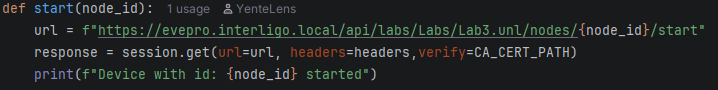 def start(node_id): 1 usage YenteLens
    url = f"https://evepro.interligo.local/api/labs/Labs/Lab3.unl/nodes/{node_id}/start"
    response = session.get(url=url, headers=headers,verify=CA_CERT_PATH)
    print(f"Device with id: {node_id} started")